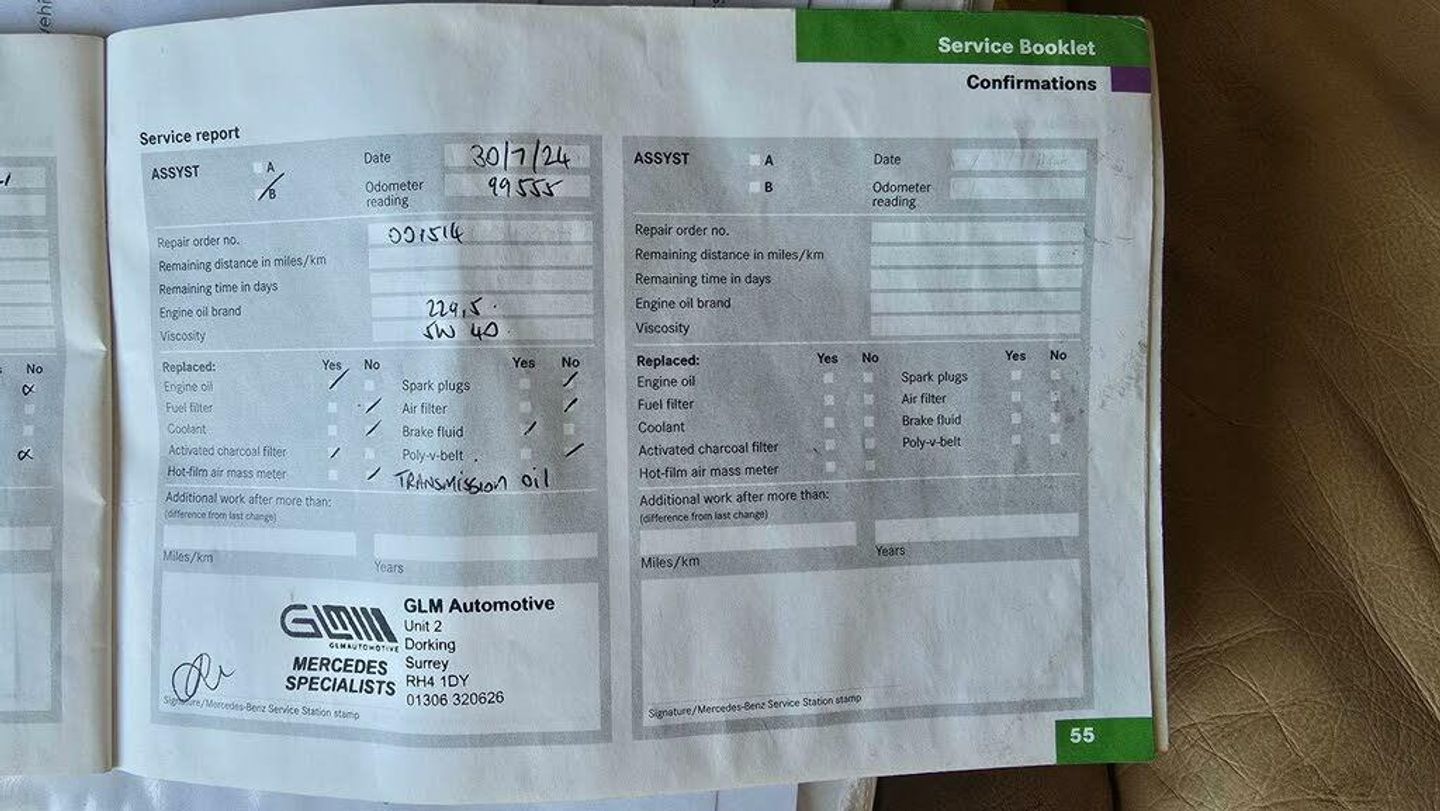 Service Booklet
Confirmations
Service report
ASSYST
A
B
Date
30/7/24
Odometer
reading
99555
Repair order no.
001514
Remaining distance in miles/km
Remaining time in days
Engine oil brand
229,5.
Viscosity
5W 40.
Replaced:
Yes
No
Yes
No
Engine oil
Spark plugs
Fuel filter
Air filter
Coolant
Brake fluid
Activated charcoal filter
Poly-v-belt
Hot-film air mass meter
TRANSMISSION OIL
Additional work after more than:
(difference from last change)
Miles/km
Years
GLM
GLMAUTOMOTIVE
MERCEDES
SPECIALISTS
GLM Automotive
Unit 2
Dorking
Surrey
RH4 1DY
01306 320626
Signature/Mercedes-Benz Service Station stamp
ASSYST
A
B
Date
Odometer
reading
Repair order no.
Remaining distance in miles/km
Remaining time in days
Engine oil brand
Viscosity
Replaced:
Yes
No
Yes
No
Engine oil
Spark plugs
Fuel filter
Air filter
Coolant
Brake fluid
Activated charcoal filter
Poly-v-belt
Hot-film air mass meter
Additional work after more than:
(difference from last change)
Miles/km
Years
Signature/Mercedes-Benz Service Station stamp
55
No